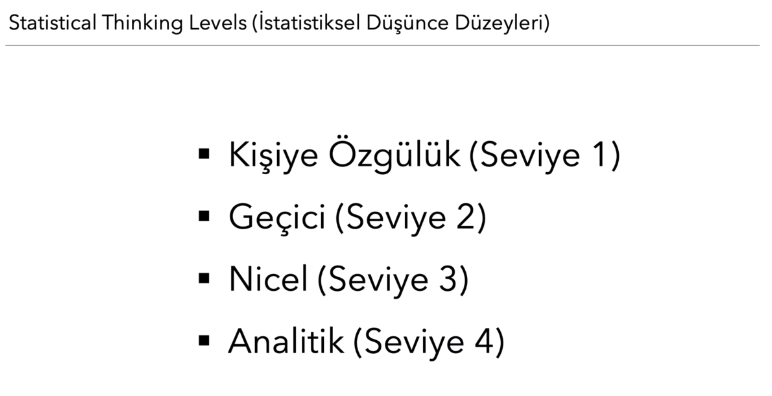 Statistical Thinking Levels (İstatistiksel Düşünce Düzeyleri)
▪ Kişiye Özgülük (Seviye 1)
▪ Geçici (Seviye 2)
▪ Nicel (Seviye 3)
▪ Analitik (Seviye 4)